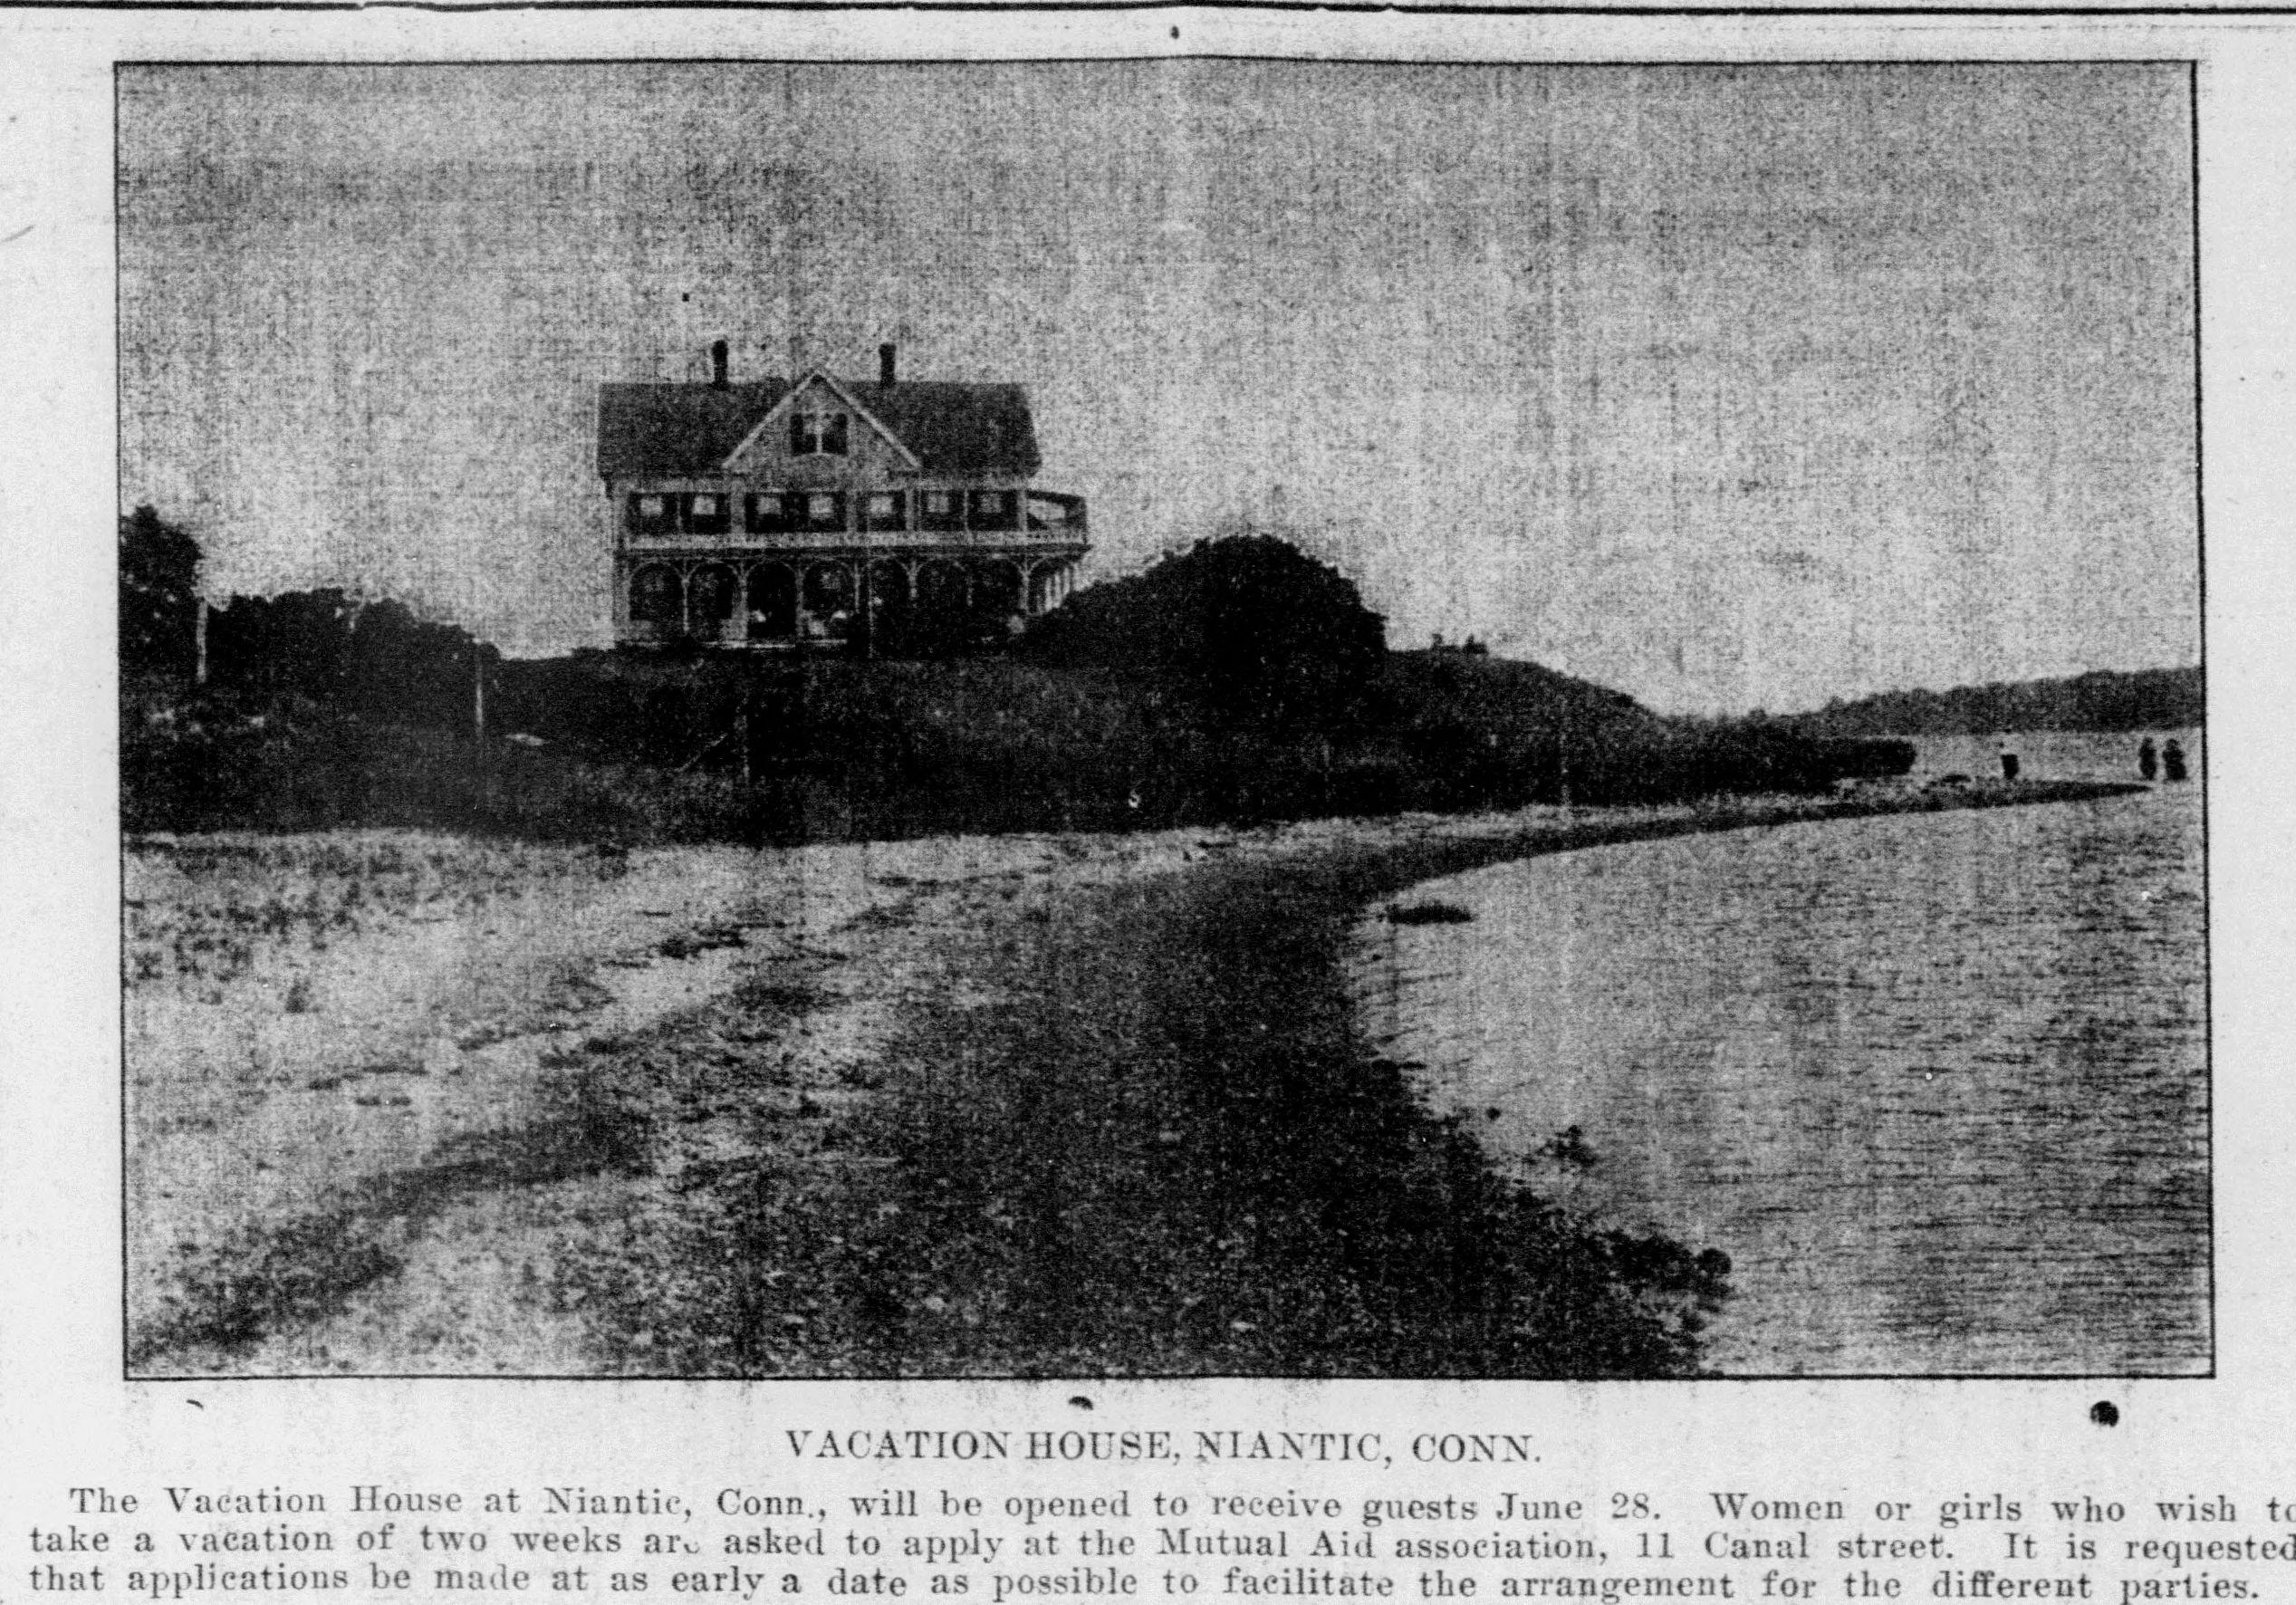 VACATION HOUSE, NIANTIC, CONN.
The Vacation House at Niantic, Conn., will be opened to receive guests June 28. Women or girls who wish to
take a vacation of two weeks are asked to apply at the Mutual Aid association, 11 Canal street. It is requested
that applications be made at as early a date as possible to facilitate the arrangement for the different parties.